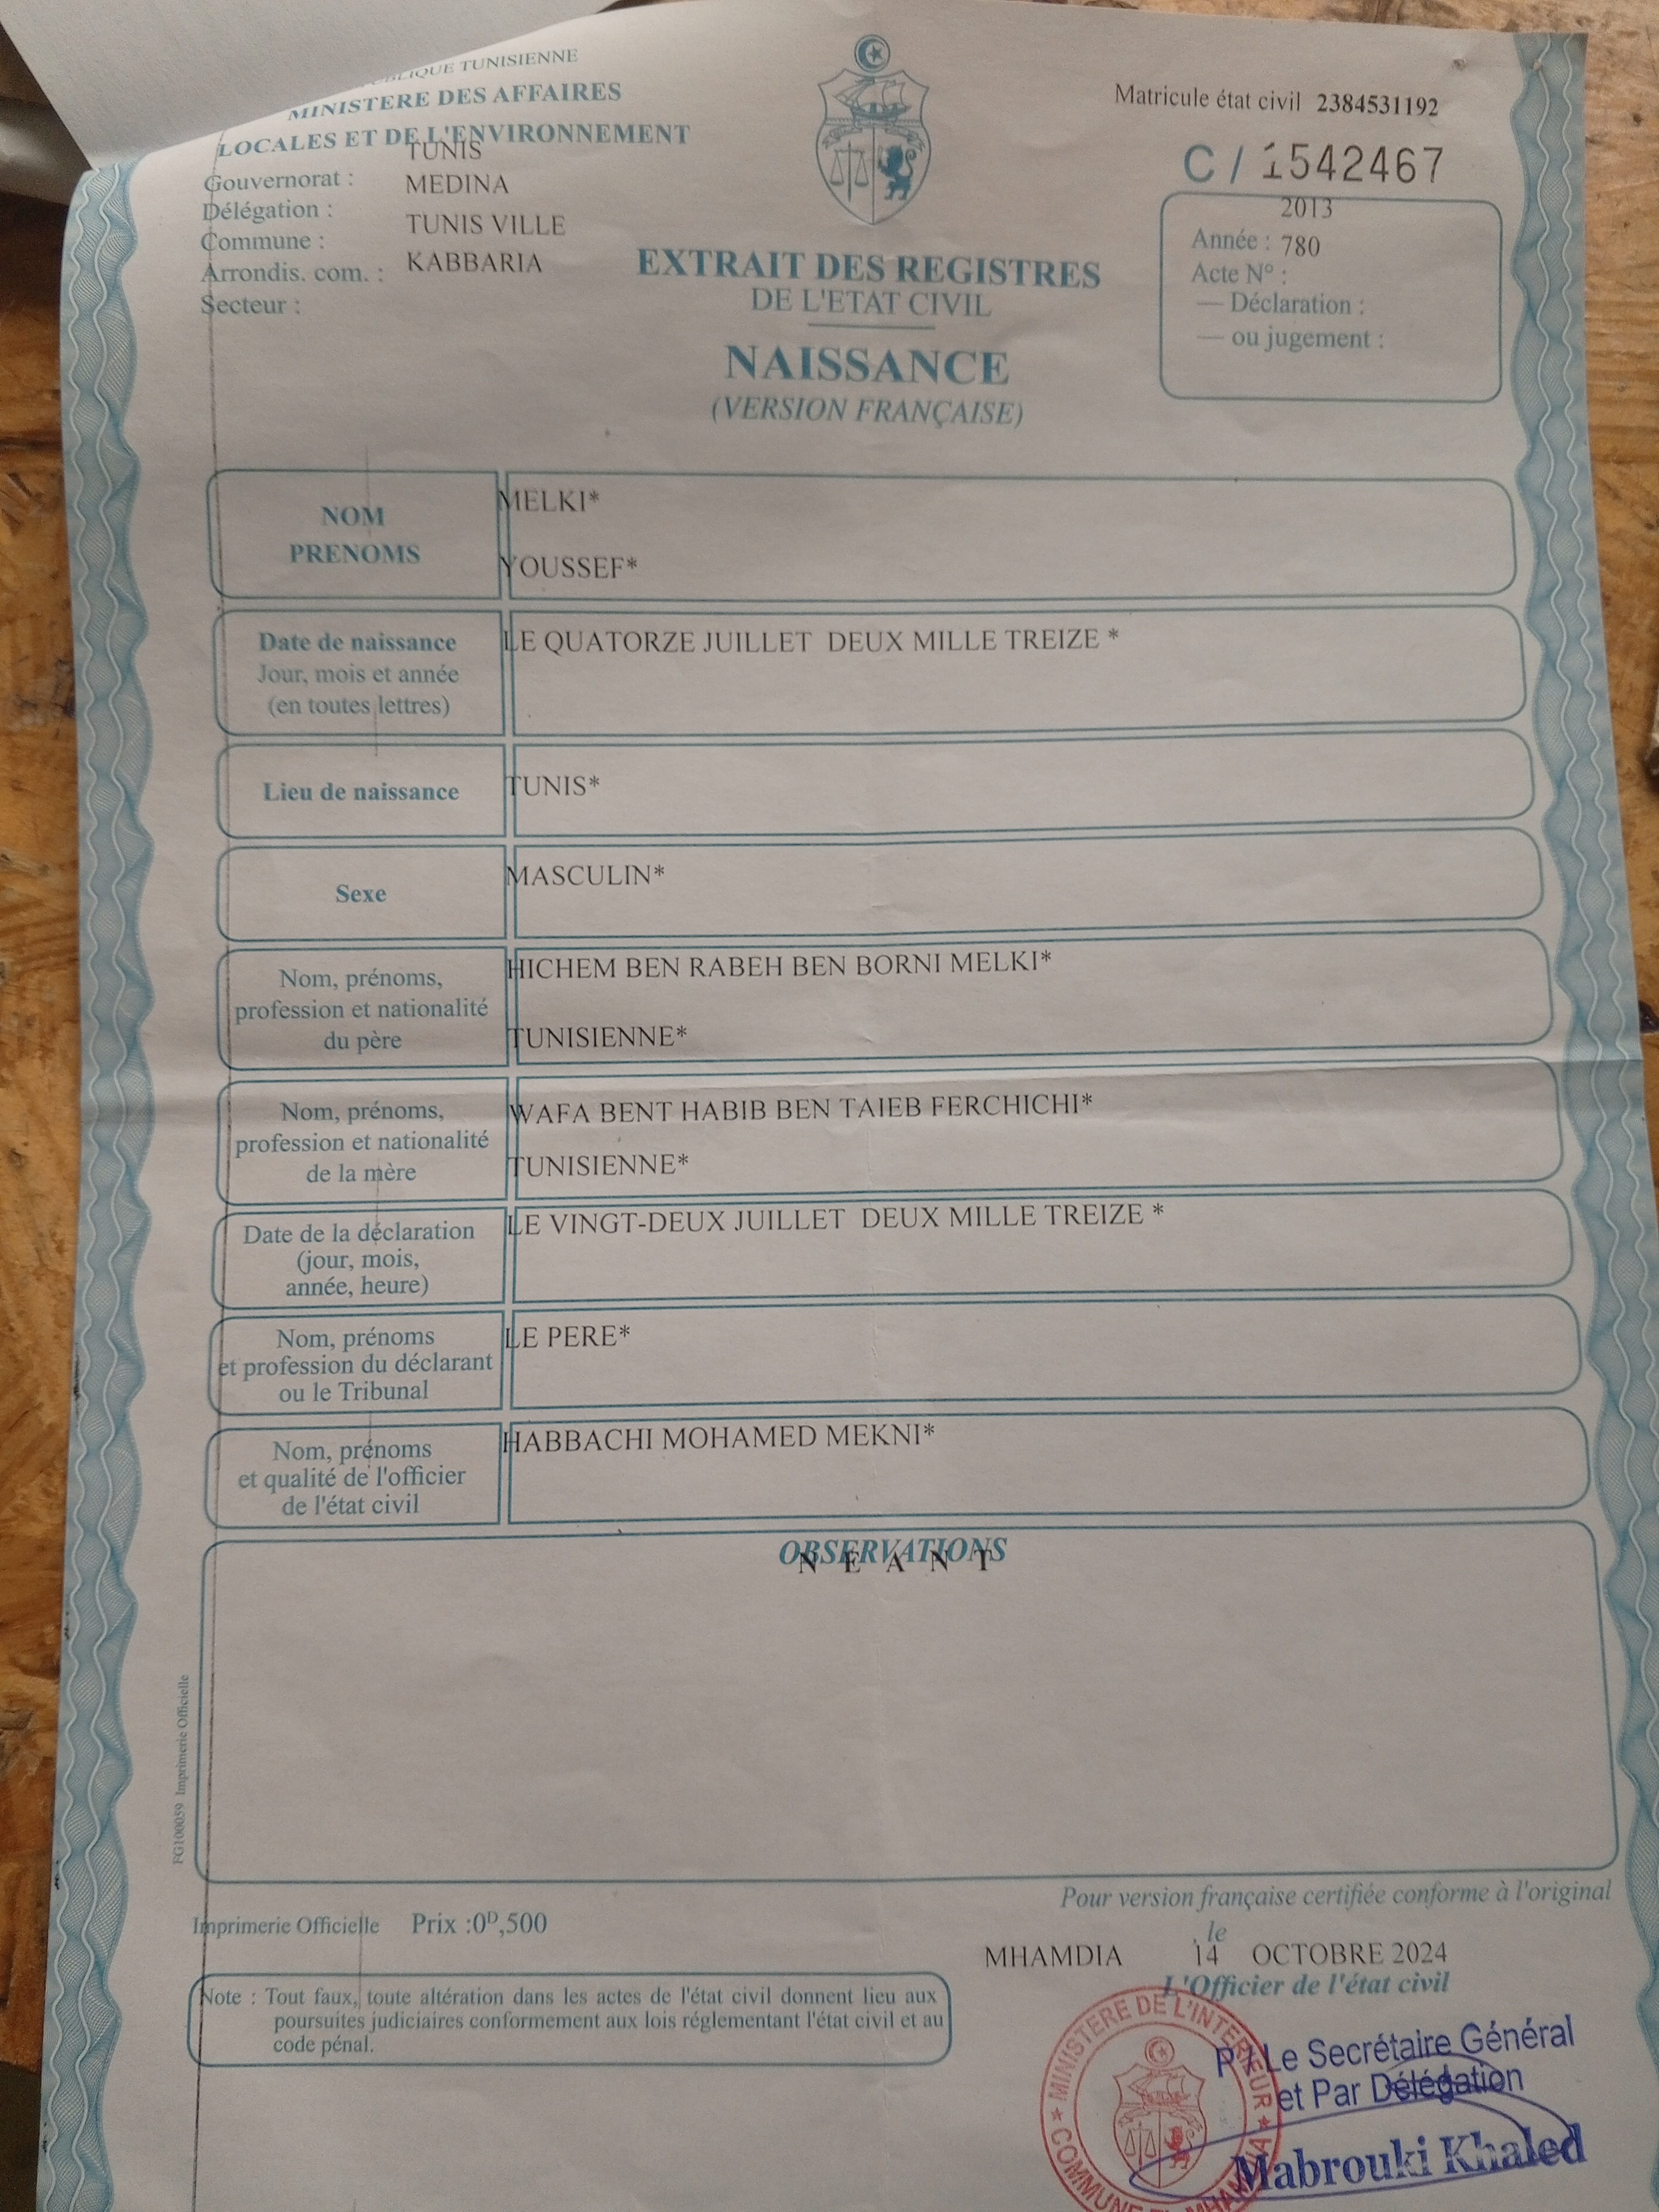 TUNISIENNE
MINISTERE DES AFFAIRES
LOCALES ET DE L'ENVIRONNEMENT
TUNIS
Gouvernorat :
MEDINA
Délégation :
TUNIS VILLE
Commune :
KABBARIA
Arrondis. com. :
Secteur :
Matricule état civil 2384531192
C / 1542467
2013
Année :
780
Acte N° :
— Déclaration :
— ou jugement :
EXTRAIT DES REGISTRES
DE L'ETAT CIVIL
NAISSANCE
(VERSION FRANÇAISE)
NOM
PRENOMS
MELKI*
YOUSSEF*
Date de naissance
Jour, mois et année
(en toutes lettres)
LE QUATORZE JUILLET DEUX MILLE TREIZE *
Lieu de naissance
TUNIS*
Sexe
MASCULIN*
Nom, prénoms,
profession et nationalité
du père
HICHEM BEN RABEH BEN BORNI MELKI*
TUNISIENNE*
Nom, prénoms,
profession et nationalité
de la mère
WAFA BENT HABIB BEN TAIEB FERCHICHI*
TUNISIENNE*
Date de la déclaration
(jour, mois,
année, heure)
LE VINGT-DEUX JUILLET DEUX MILLE TREIZE *
Nom, prénoms
et profession du déclarant
ou le Tribunal
LE PERE*
Nom, prénoms
et qualité de l'officier
de l'état civil
HABBACHI MOHAMED MEKNI*
OBSERVATIONS
N E A N T
FG100059 Imprimerie Officielle
Pour version française certifiée conforme à l'original
Imprimerie Officielle Prix :0ᴰ,500
, le
MHAMDIA 14 OCTOBRE 2024
L'Officier de l'état civil
Note : Tout faux, toute altération dans les actes de l'état civil donnent lieu aux
poursuites judiciaires conformement aux lois réglementant l'état civil et au
code pénal.
MINISTERE DE L'INTERIEUR
COMMUNE
P / Le Secrétaire Général
et Par Délégation
Mabrouki Khaled